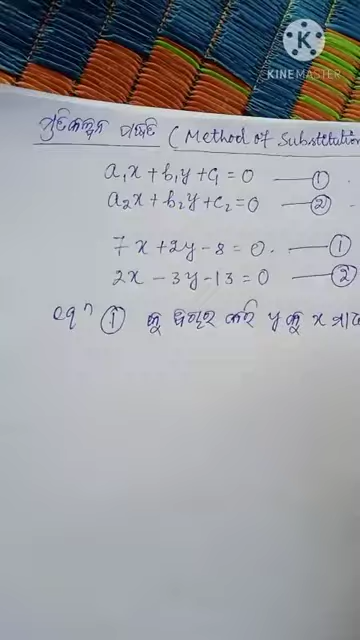 KINEMASTER
ପ୍ରତିକଳ୍ପନ ପଦ୍ଧତି (Method of Substitution
a₁x + b₁y + c₁ = 0 —— ①
a₂x + b₂y + c₂ = 0 —— ②
7x + 2y - 8 = 0. —— ①
2x - 3y - 13 = 0 —— ②
eqⁿ ① କୁ ବିଚାର କରି y କୁ x